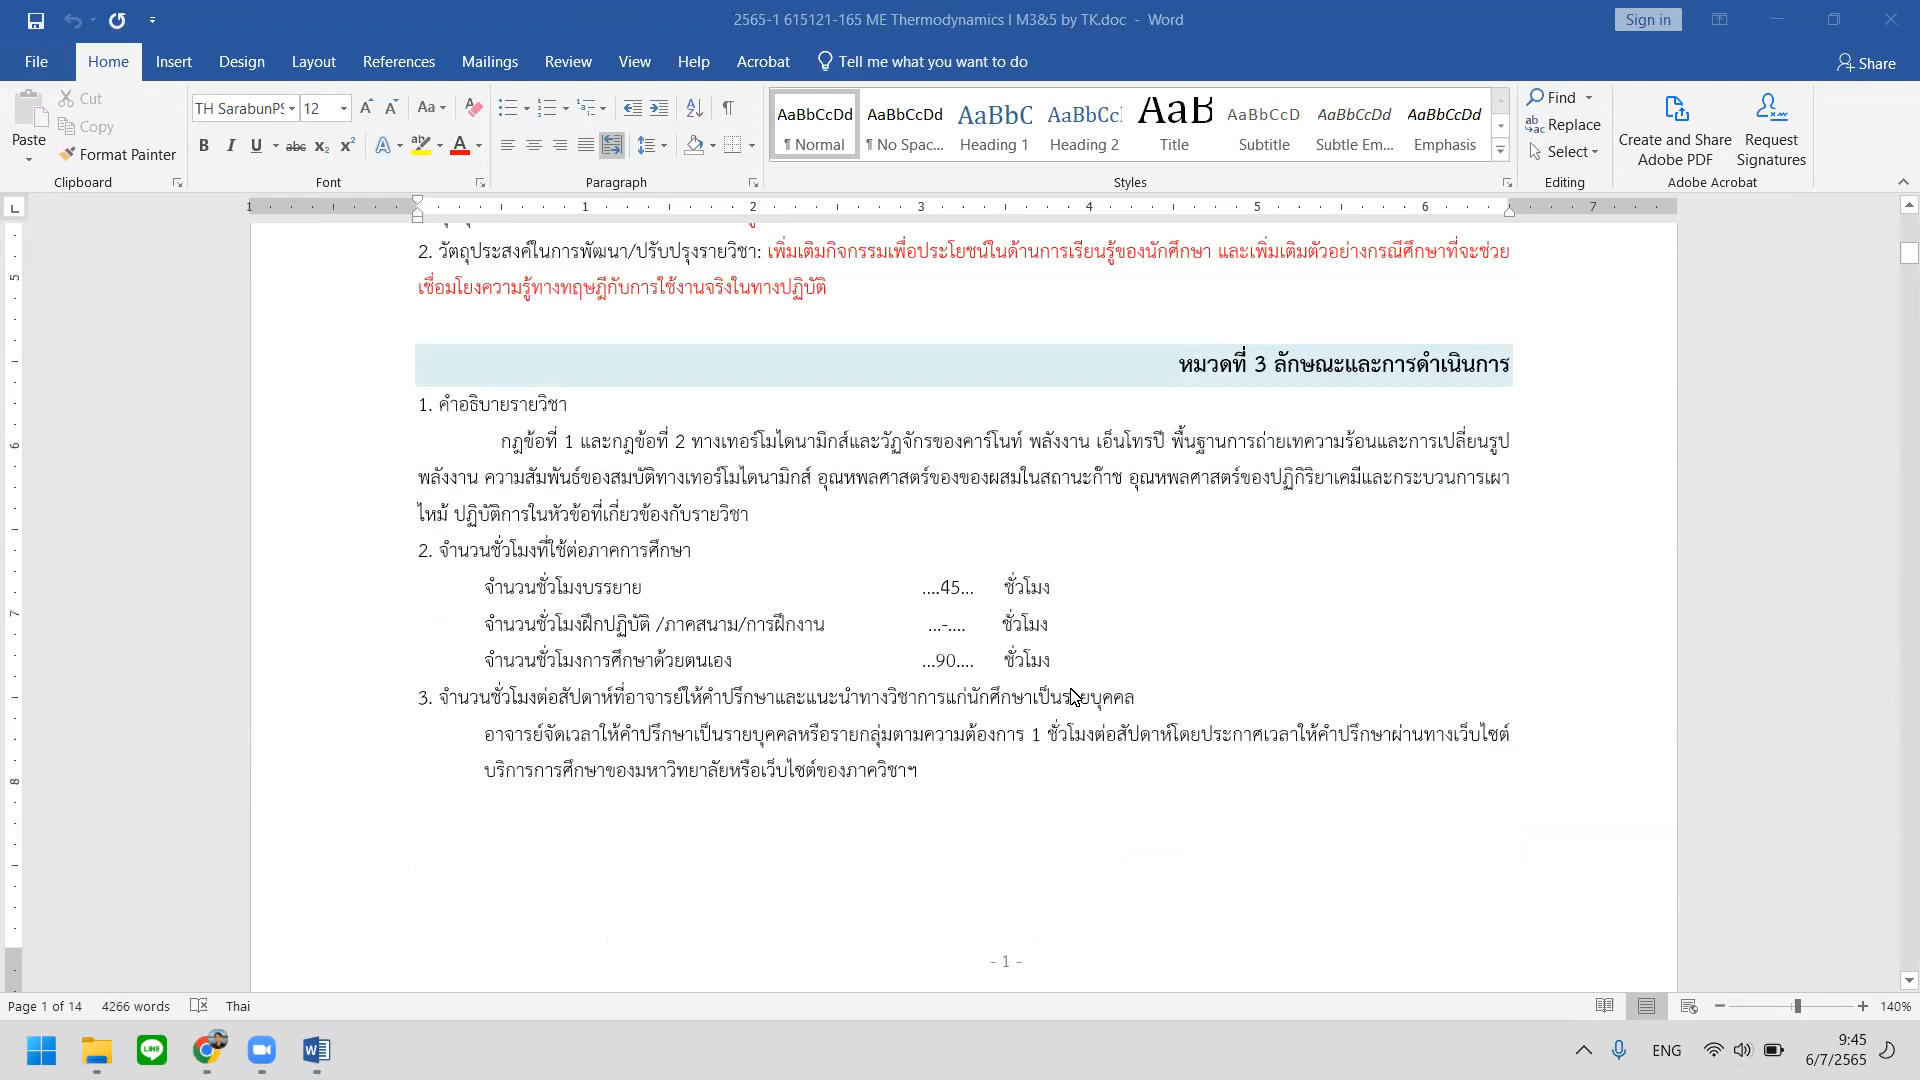 2565-1 615121-165 ME Thermodynamics I M3&5 by TK.doc - Word
Sign in
File Home Insert Design Layout References Mailings Review View Help Acrobat Tell me what you want to do Share
Paste
Cut
Copy
Format Painter
Clipboard
TH SarabunPS 12
Font
Paragraph
AaBbCcDd AaBbCcDd AaBbC AaBbCc AaB AaBbCcD AaBbCcDd AaBbCcDd
¶ Normal ¶ No Spac... Heading 1 Heading 2 Title Subtitle Subtle Em... Emphasis
Styles
Find
Replace
Select
Editing
Create and Share Adobe PDF
Request Signatures
Adobe Acrobat
1 1 2 3 4 5 6 7
2. วัตถุประสงค์ในการพัฒนา/ปรับปรุงรายวิชา: เพิ่มเติมกิจกรรมเพื่อประโยชน์ในด้านการเรียนรู้ของนักศึกษา และเพิ่มเติมตัวอย่างกรณีศึกษาที่จะช่วย
เชื่อมโยงความรู้ทางทฤษฎีกับการใช้งานจริงในทางปฏิบัติ
หมวดที่ 3 ลักษณะและการดำเนินการ
1. คำอธิบายรายวิชา
กฎข้อที่ 1 และกฎข้อที่ 2 ทางเทอร์โมไดนามิกส์และวัฏจักรของคาร์โนท์ พลังงาน เอ็นโทรปี พื้นฐานการถ่ายเทความร้อนและการเปลี่ยนรูป
พลังงาน ความสัมพันธ์ของสมบัติทางเทอร์โมไดนามิกส์ อุณหพลศาสตร์ของของผสมในสถานะก๊าซ อุณหพลศาสตร์ของปฏิกิริยาเคมีและกระบวนการเผา
ไหม้ ปฏิบัติการในหัวข้อที่เกี่ยวข้องกับรายวิชา
2. จำนวนชั่วโมงที่ใช้ต่อภาคการศึกษา
จำนวนชั่วโมงบรรยาย ....45... ชั่วโมง
จำนวนชั่วโมงฝึกปฏิบัติ /ภาคสนาม/การฝึกงาน ...-.... ชั่วโมง
จำนวนชั่วโมงการศึกษาด้วยตนเอง ...90.... ชั่วโมง
3. จำนวนชั่วโมงต่อสัปดาห์ที่อาจารย์ให้คำปรึกษาและแนะนำทางวิชาการแก่นักศึกษาเป็นรายบุคคล
อาจารย์จัดเวลาให้คำปรึกษาเป็นรายบุคคลหรือรายกลุ่มตามความต้องการ 1 ชั่วโมงต่อสัปดาห์โดยประกาศเวลาให้คำปรึกษาผ่านทางเว็บไซต์
บริการการศึกษาของมหาวิทยาลัยหรือเว็บไซต์ของภาควิชาฯ
- 1 -
Page 1 of 14 4266 words Thai 140%
ENG
9:45
6/7/2565